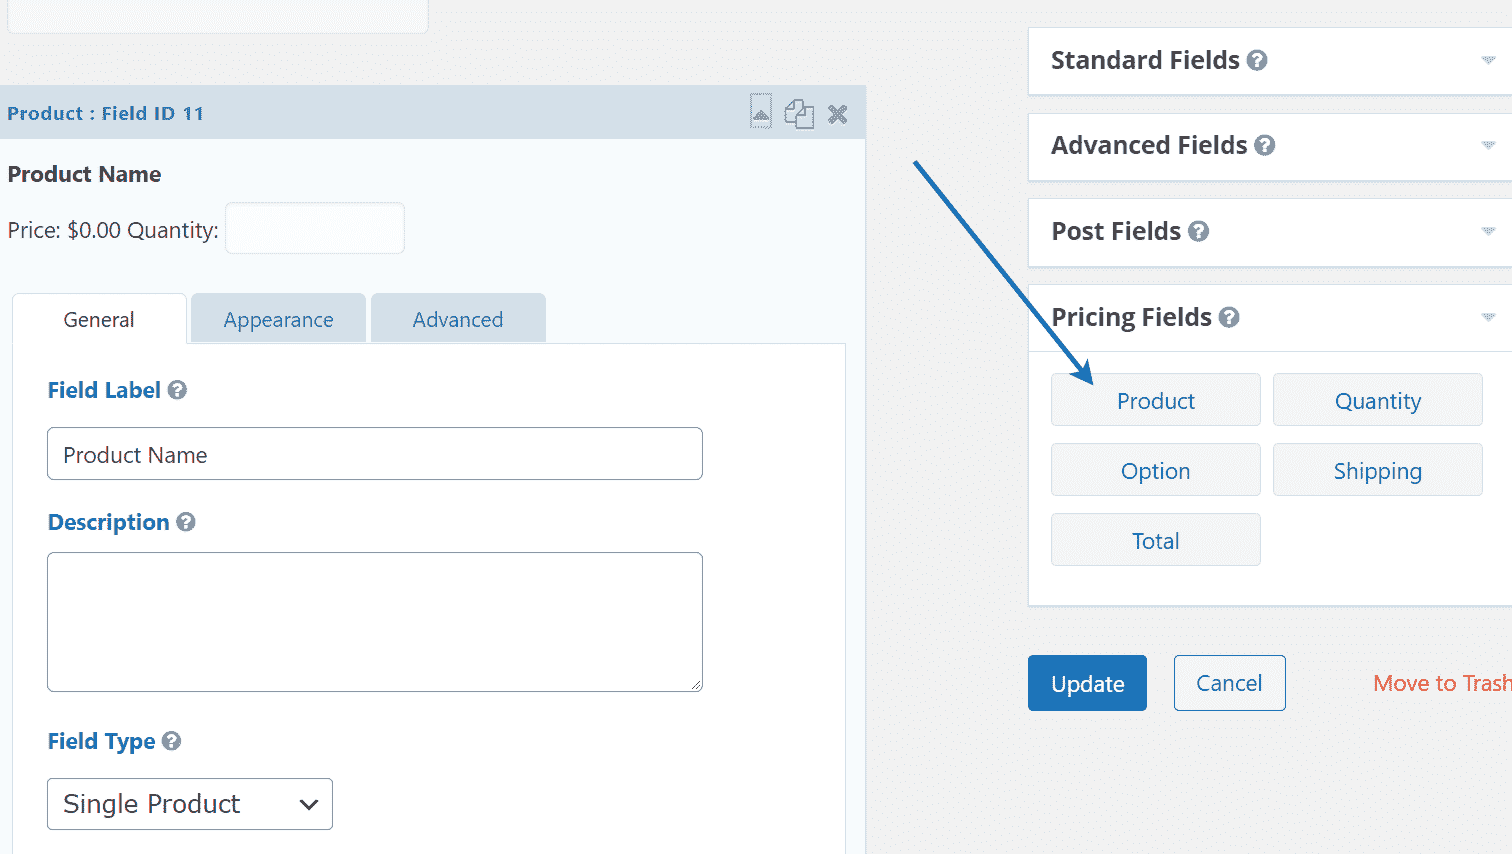 Product : Field ID 11
Product Name
Price: $0.00 Quantity:
General
Appearance
Advanced
Field Label
Product Name
Description
Field Type
Single Product
Standard Fields
Advanced Fields
Post Fields
Pricing Fields
Product
Quantity
Option
Shipping
Total
Update
Cancel
Move to Trash